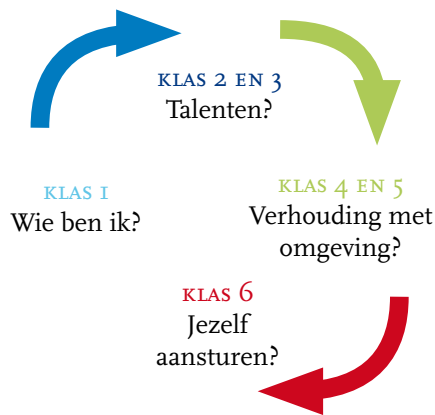 KLAS 2 EN 3
Talenten?
KLAS 4 EN 5
Verhouding met
omgeving?
KLAS 6
Jezelf
aansturen?
KLAS 1
Wie ben ik?